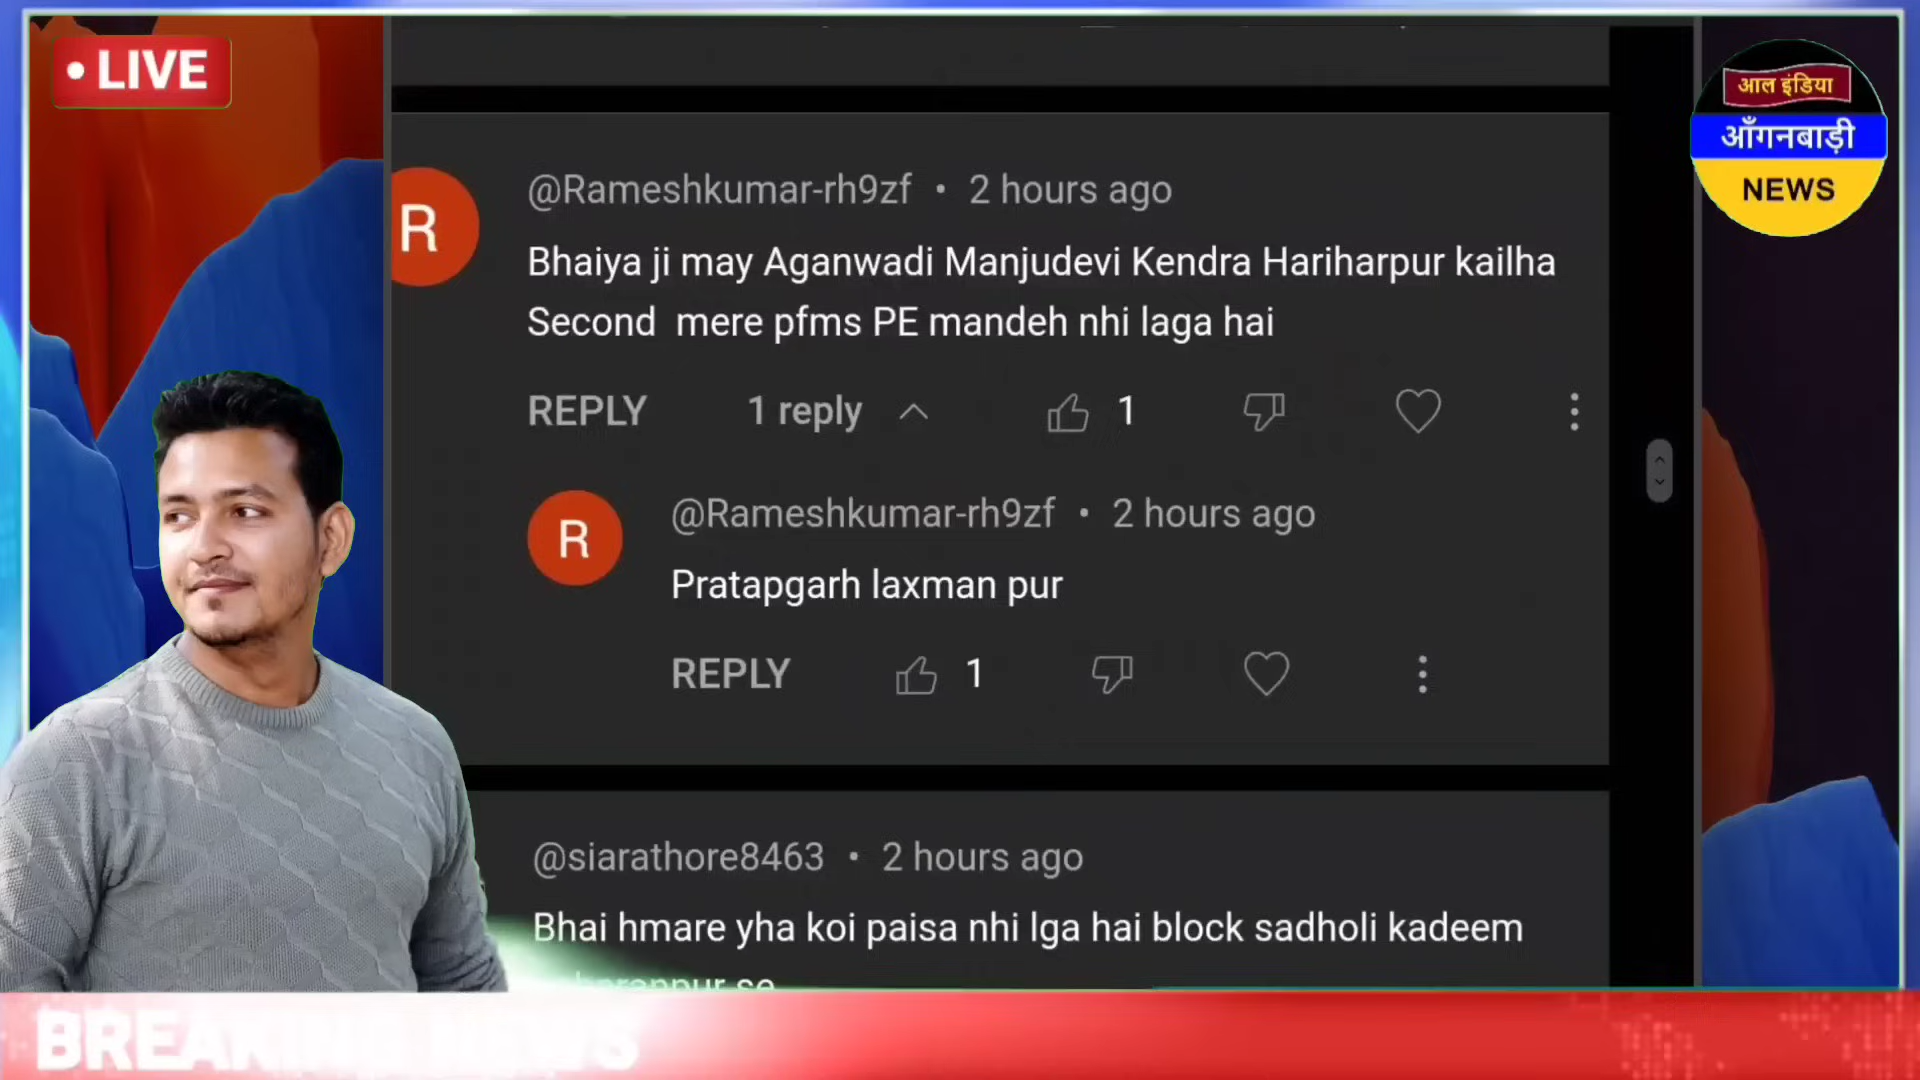 LIVE
आल इंडिया
आँगनबाड़ी
NEWS
R
@Rameshkumar-rh9zf • 2 hours ago
Bhaiya ji may Aganwadi Manjudevi Kendra Hariharpur kailha
Second mere pfms PE mandeh nhi laga hai
REPLY 1 reply 1
R
@Rameshkumar-rh9zf • 2 hours ago
Pratapgarh laxman pur
REPLY 1
@siarathore8463 • 2 hours ago
Bhai hmare yha koi paisa nhi lga hai block sadholi kadeem
se
BREAKING NEWS